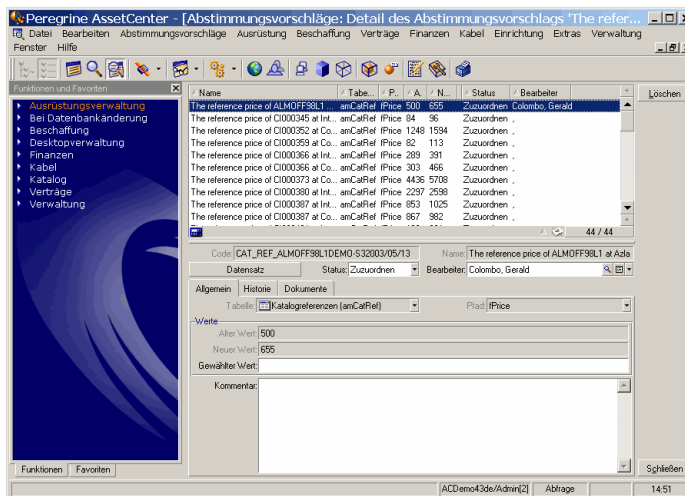 Peregrine AssetCenter - [Abstimmungsvorschläge: Detail des Abstimmungsvorschlags 'The refer...
Datei Bearbeiten Abstimmungsvorschläge Ausrüstung Beschaffung Verträge Finanzen Kabel Einrichtung Extras Verwaltung
Fenster Hilfe
Funktionen und Favoriten
Ausrüstungsverwaltung
Bei Datenbankänderung
Beschaffung
Desktopverwaltung
Finanzen
Kabel
Katalog
Verträge
Verwaltung
Funktionen Favoriten
Name Tabe... P.. A. N... Status Bearbeiter
The reference price of ALMOFF98L1 ... amCatRef fPrice 500 655 Zuzuordnen Colombo, Gerald
The reference price of CI000345 at Int... amCatRef fPrice 84 96 Zuzuordnen ,
The reference price of CI000352 at Co... amCatRef fPrice 1248 1594 Zuzuordnen ,
The reference price of CI000359 at Co... amCatRef fPrice 82 113 Zuzuordnen ,
The reference price of CI000366 at Int... amCatRef fPrice 289 391 Zuzuordnen ,
The reference price of CI000366 at Co... amCatRef fPrice 303 466 Zuzuordnen ,
The reference price of CI000373 at Co... amCatRef fPrice 4436 5708 Zuzuordnen ,
The reference price of CI000380 at Int... amCatRef fPrice 2297 2598 Zuzuordnen ,
The reference price of CI000387 at Int... amCatRef fPrice 853 1025 Zuzuordnen ,
The reference price of CI000387 at Co... amCatRef fPrice 867 982 Zuzuordnen ,
44 / 44
Code: CAT_REF_ALMOFF98L1DEMO-S32003/05/13 Name: The reference price of ALMOFF98L1 at Azla
Datensatz Status: Zuzuordnen Bearbeiter: Colombo, Gerald
Allgemein Historie Dokumente
Tabelle: Katalogreferenzen (amCatRef) Pfad: fPrice
Werte
Alter Wert: 500
Neuer Wert: 655
Gewählter Wert:
Kommentar:
Löschen
Schließen
ACDemo43de/Admin[2] Abfrage 14:51